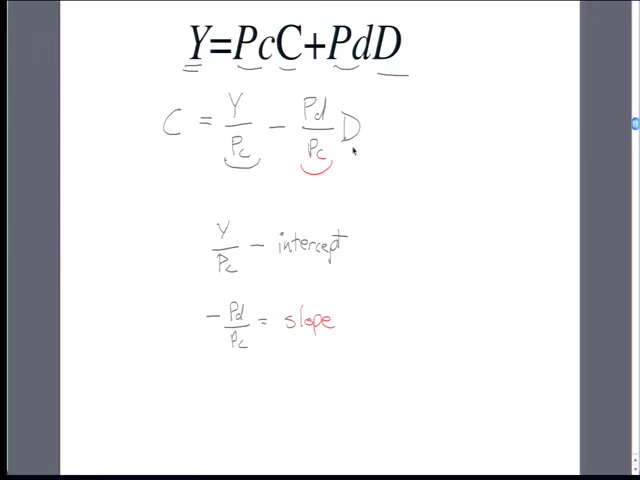 Y=PcC+PdD
C = Y/Pc - Pd/Pc D
Y/Pc - intercept
- Pd/Pc = slope